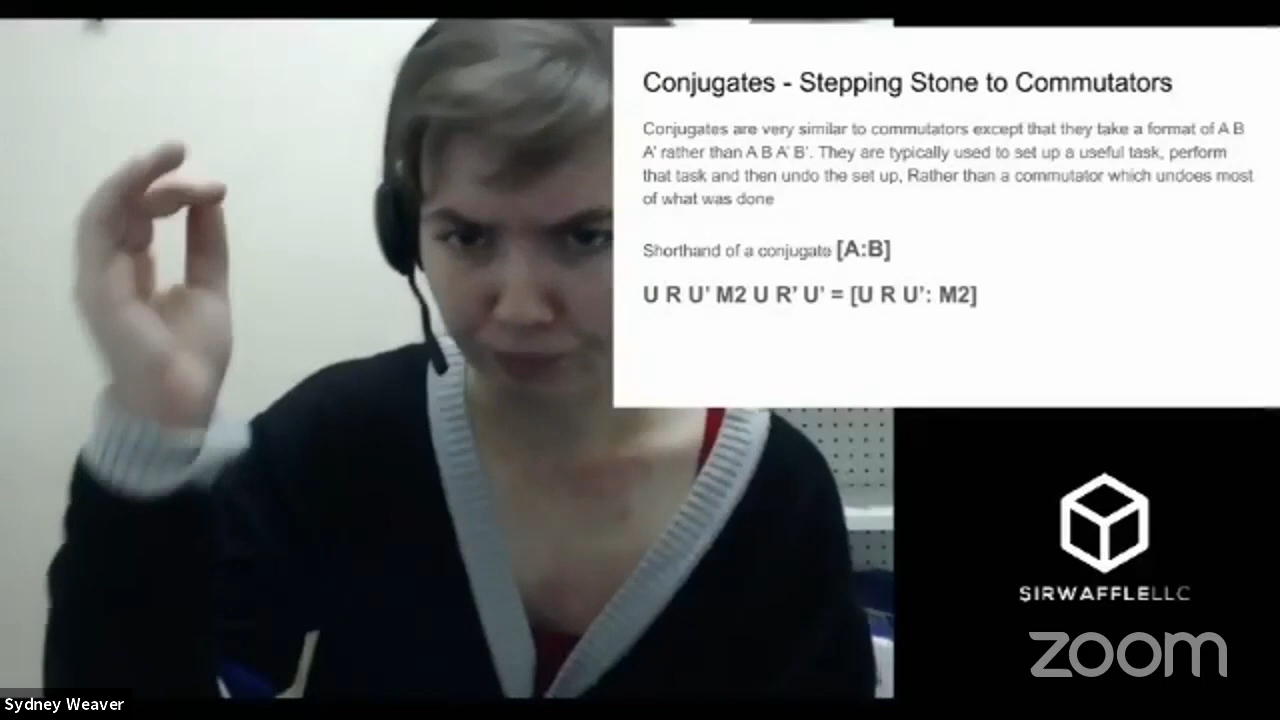 Conjugates - Stepping Stone to Commutators
Conjugates are very similar to commutators except that they take a format of A B
A' rather than A B A' B'. They are typically used to set up a useful task, perform
that task and then undo the set up, Rather than a commutator which undoes most
of what was done
Shorthand of a conjugate [A:B]
U R U' M2 U R' U' = [U R U': M2]
SIRWAFFLELLC
zoom
Sydney Weaver